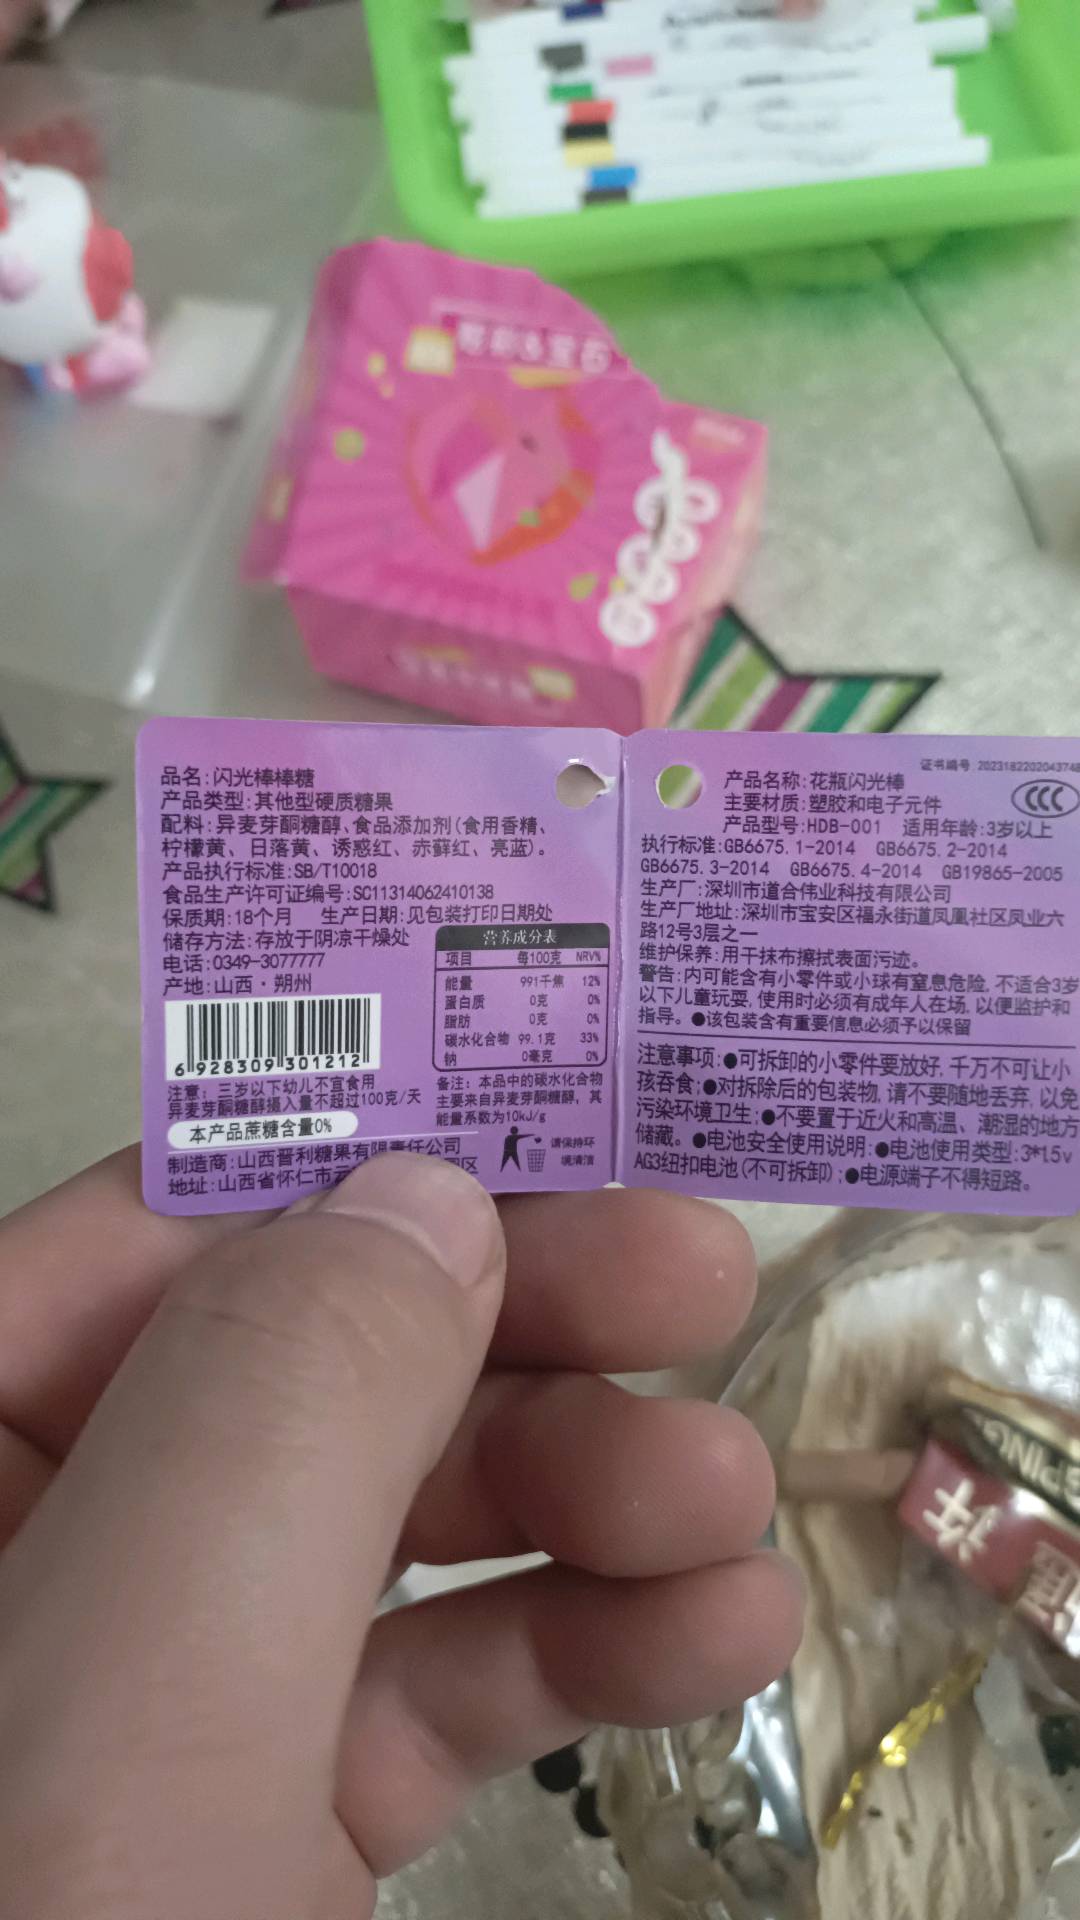 品名:闪光棒棒糖
产品类型:其他型硬质糖果
配料:异麦芽酮糖醇、食品添加剂(食用香精、
柠檬黄、日落黄、诱惑红、赤藓红、亮蓝)。
产品执行标准:SB/T10018
食品生产许可证编号:SC11314062410138
保质期:18个月 生产日期:见包装打印日期处
储存方法:存放于阴凉干燥处
电话:0349-3077777
产地:山西·朔州
6 928309 301212
注意:三岁以下幼儿不宜食用
异麦芽酮糖醇摄入量不超过100克/天
本产品蔗糖含量0%
制造商:山西晋利糖果有限责任公司
地址:山西省怀仁市云
区
营养成分表
项目 每100克 NRV%
能量 991千焦 12%
蛋白质 0克 0%
脂肪 0克 0%
碳水化合物 99.1克 33%
钠 0毫克 0%
备注:本品中的碳水化合物
主要来自异麦芽酮糖醇,其
能量系数为10kJ/g
请保持环
境清洁
证书编号.2023182202043748
CCC
产品名称:花瓶闪光棒
主要材质:塑胶和电子元件
产品型号:HDB-001 适用年龄:3岁以上
执行标准:GB6675.1-2014 GB6675.2-2014
GB6675.3-2014 GB6675.4-2014 GB19865-2005
生产厂:深圳市道合伟业科技有限公司
生产厂地址:深圳市宝安区福永街道凤凰社区凤业六
路12号3层之一
维护保养:用干抹布擦拭表面污迹。
警告:内可能含有小零件或小球有窒息危险,不适合3岁
以下儿童玩耍,使用时必须有成年人在场,以便监护和
指导。●该包装含有重要信息必须予以保留
注意事项:●可拆卸的小零件要放好,千万不可让小
孩吞食;●对拆除后的包装物,请不要随地丢弃,以免
污染环境卫生;●不要置于近火和高温、潮湿的地方
储藏。●电池安全使用说明:●电池使用类型:3*1.5v
AG3纽扣电池(不可拆卸);●电源端子不得短路。